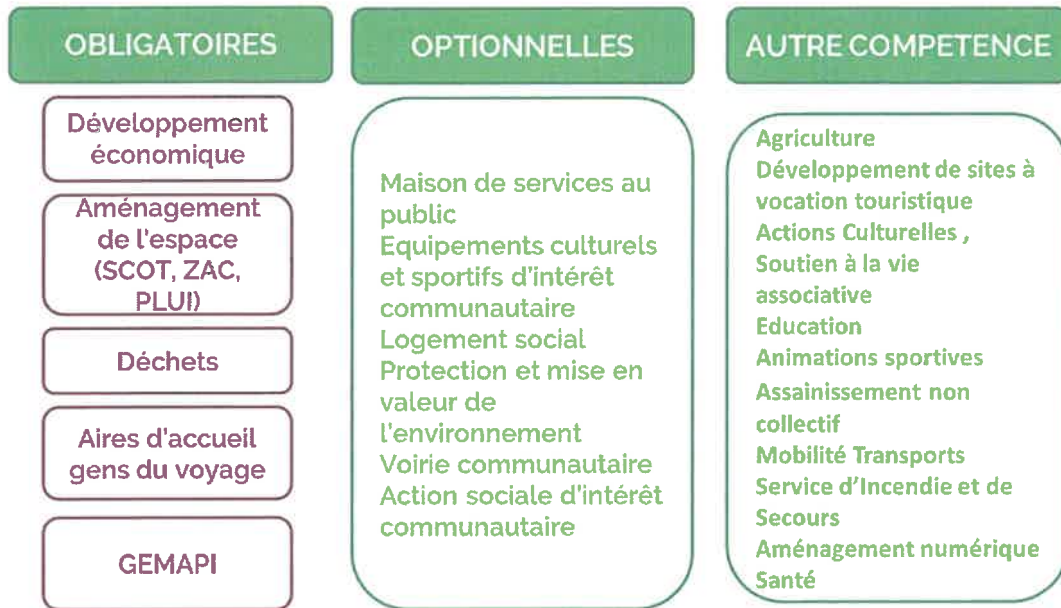 OBLIGATOIRES
Développement
économique
Aménagement
de l'espace
(SCOT, ZAC,
PLUI)
Déchets
Aires d'accueil
gens du voyage
GEMAPI
OPTIONNELLES
Maison de services au
public
Equipements culturels
et sportifs d'intérêt
communautaire
Logement social
Protection et mise en
valeur de
l'environnement
Voirie communautaire
Action sociale d'intérêt
communautaire
AUTRE COMPETENCE
Agriculture
Développement de sites à
vocation touristique
Actions Culturelles ,
Soutien à la vie
associative
Education
Animations sportives
Assainissement non
collectif
Mobilité Transports
Service d'Incendie et de
Secours
Aménagement numérique
Santé